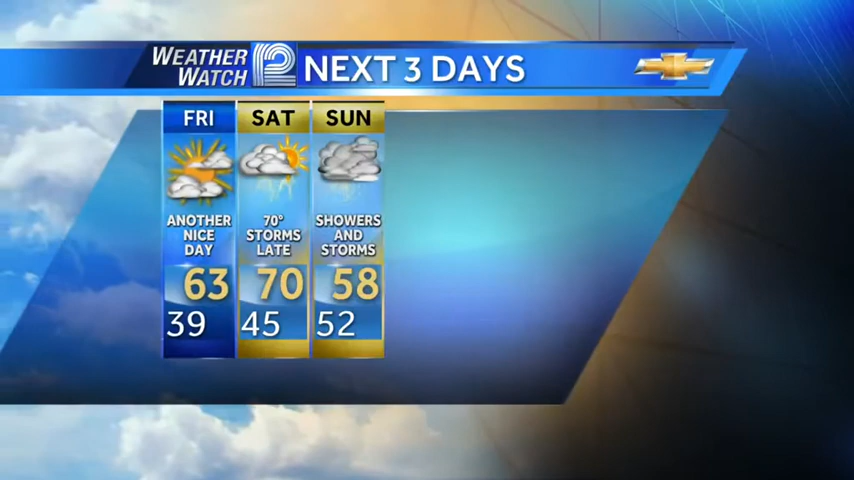 WEATHER
WATCH 12 NEXT 3 DAYS
FRI SAT SUN
ANOTHER
NICE
DAY
70°
STORMS
LATE
SHOWERS
AND
STORMS
63 70 58
39 45 52